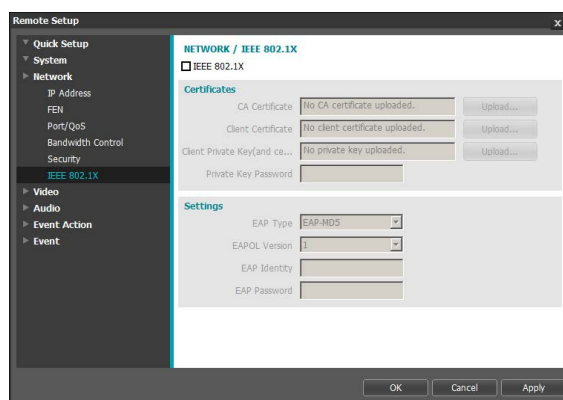 Remote Setup
x
Quick Setup
System
Network
IP Address
FEN
Port/QoS
Bandwidth Control
Security
IEEE 802.1X
Video
Audio
Event Action
Event
NETWORK / IEEE 802.1X
IEEE 802.1X
Certificates
CA Certificate No CA certificate uploaded. Upload...
Client Certificate No client certificate uploaded. Upload...
Client Private Key(and ce... No private key uploaded. Upload...
Private Key Password
Settings
EAP Type EAP-MD5
EAPOL Version 1
EAP Identity
EAP Password
OK Cancel Apply